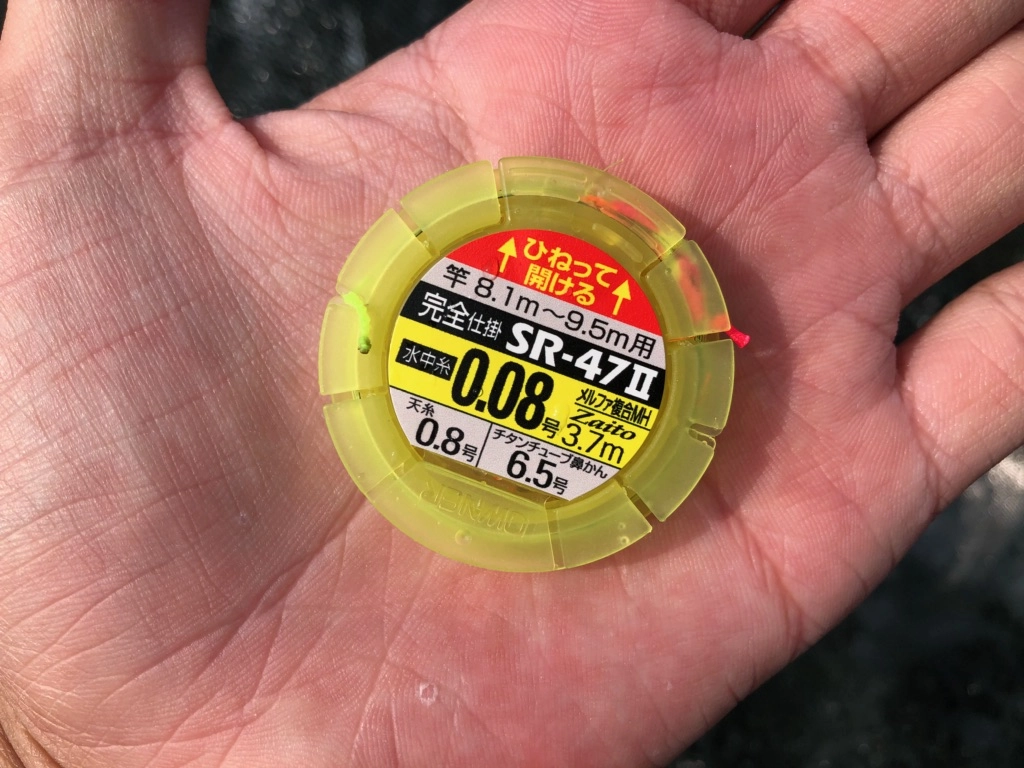 ひねって
開ける
竿 8.1m～9.5m用
完全仕掛 SR-47Ⅱ
水中糸 0.08号 メルファ複合MH Zaito 3.7m
天糸 0.8号
チタンチューブ鼻かん 6.5号
OWNER